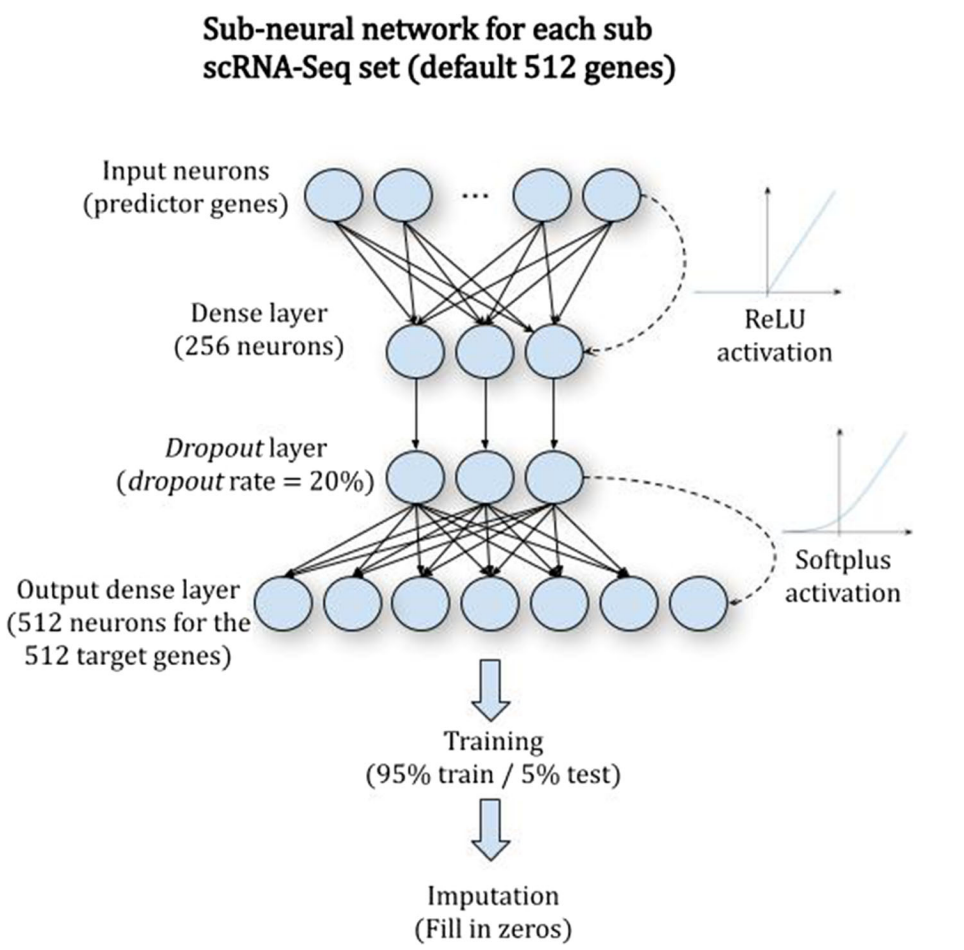 Sub-neural network for each sub
scRNA-Seq set (default 512 genes)
Input neurons
(predictor genes)
...
ReLU
activation
Dense layer
(256 neurons)
Dropout layer
(dropout rate = 20%)
Softplus
activation
Output dense layer
(512 neurons for the
512 target genes)
Training
(95% train / 5% test)
Imputation
(Fill in zeros)